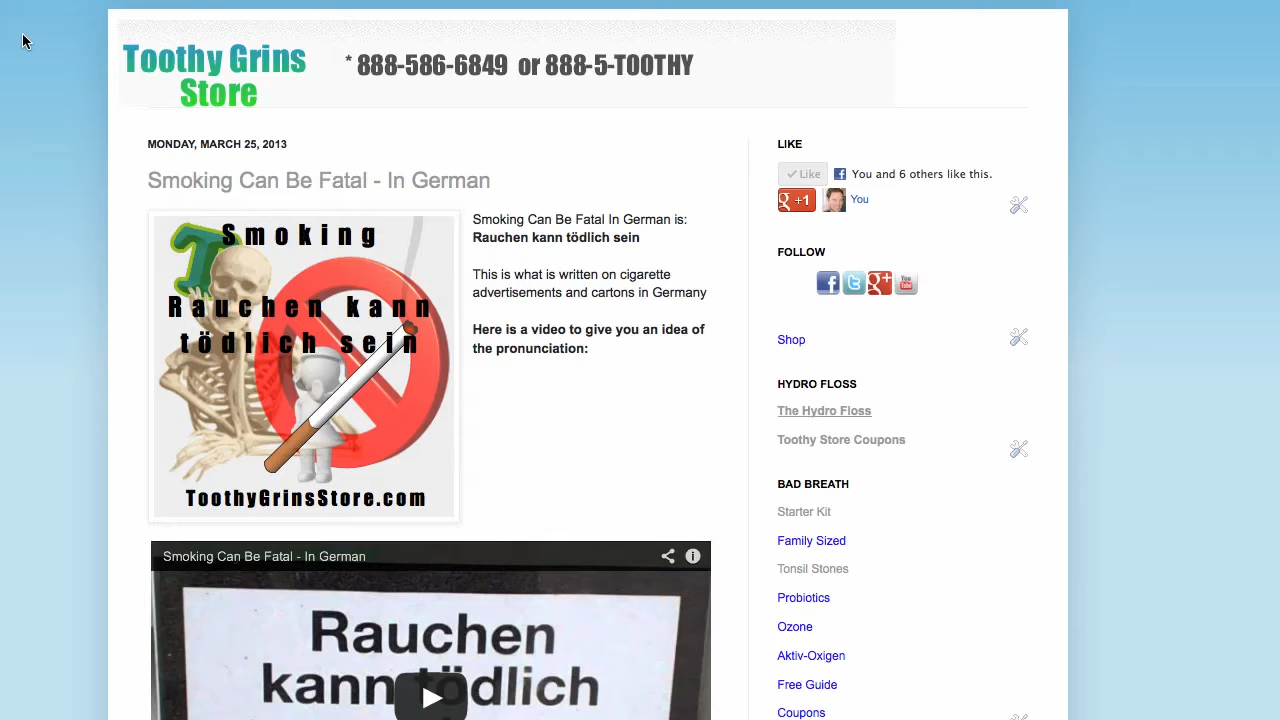 Toothy Grins
Store
* 888-586-6849 or 888-5-TOOTHY
MONDAY, MARCH 25, 2013
Smoking Can Be Fatal - In German
Smoking
Rauchen kann
tödlich sein
ToothyGrinsStore.com
Smoking Can Be Fatal In German is:
Rauchen kann tödlich sein
This is what is written on cigarette
advertisements and cartons in Germany
Here is a video to give you an idea of
the pronunciation:
Smoking Can Be Fatal - In German
Rauchen
kann tödlich
LIKE
Like
You and 6 others like this.
g +1
You
FOLLOW
Shop
HYDRO FLOSS
The Hydro Floss
Toothy Store Coupons
BAD BREATH
Starter Kit
Family Sized
Tonsil Stones
Probiotics
Ozone
Aktiv-Oxigen
Free Guide
Coupons